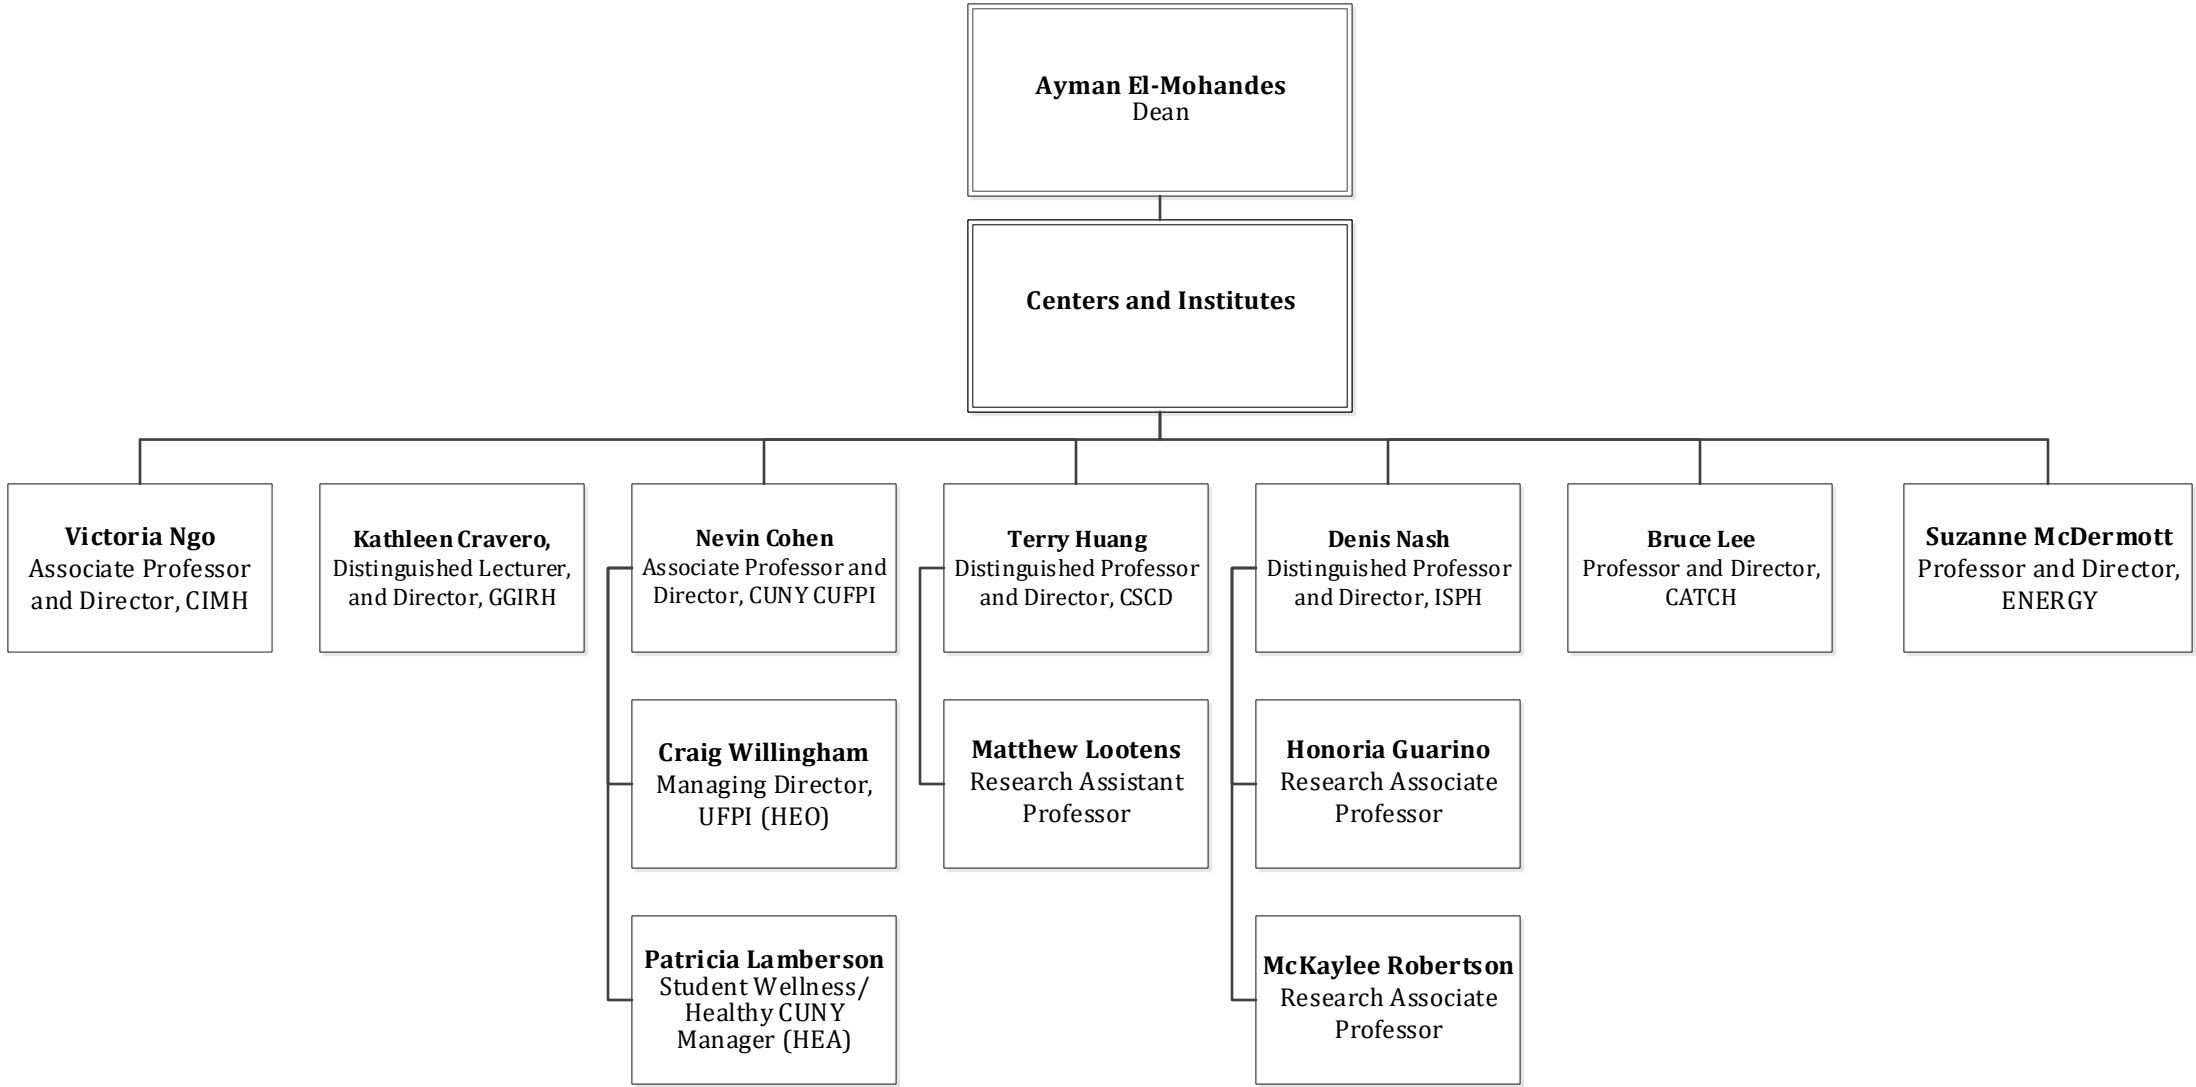 Ayman El-Mohandes
Dean
Centers and Institutes
Victoria Ngo
Associate Professor
and Director, CIMH
Kathleen Cravero,
Distinguished Lecturer,
and Director, GGIRH
Nevin Cohen
Associate Professor and
Director, CUNY CUFPI
Terry Huang
Distinguished Professor
and Director, CSCD
Denis Nash
Distinguished Professor
and Director, ISPH
Bruce Lee
Professor and Director,
CATCH
Suzanne McDermott
Professor and Director,
ENERGY
Craig Willingham
Managing Director,
UFPI (HEO)
Matthew Lootens
Research Assistant
Professor
Honoria Guarino
Research Associate
Professor
Patricia Lamberson
Student Wellness/
Healthy CUNY
Manager (HEA)
McKaylee Robertson
Research Associate
Professor